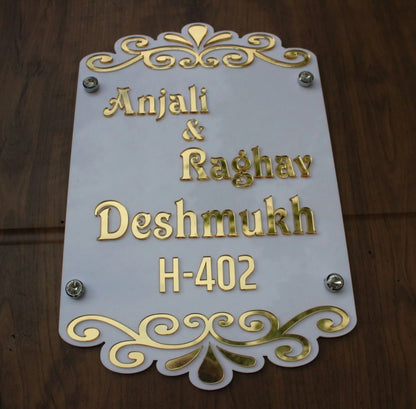 Anjali
&
Raghav
Deshmukh
H-402